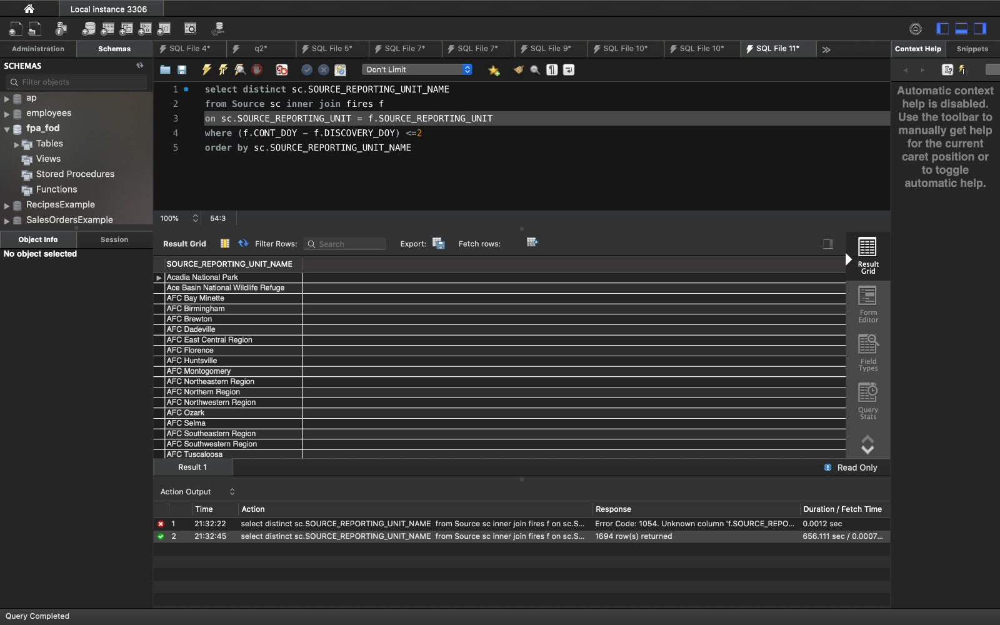 Local instance 3306
Administration
Schemas
SQL File 4*
q2*
SQL File 5*
SQL File 7*
SQL File 7*
SQL File 9*
SQL File 10*
SQL File 10*
SQL File 11*
Context Help
Snippets
SCHEMAS
Filter objects
ap
employees
fpa_fod
Tables
Views
Stored Procedures
Functions
RecipesExample
SalesOrdersExample
Object Info
Session
No object selected
Don't Limit
1 select distinct sc.SOURCE_REPORTING_UNIT_NAME
2 from Source sc inner join fires f
3 on sc.SOURCE_REPORTING_UNIT = f.SOURCE_REPORTING_UNIT
4 where (f.CONT_DOY - f.DISCOVERY_DOY) <=2
5 order by sc.SOURCE_REPORTING_UNIT_NAME
100%
54:3
Automatic context
help is disabled.
Use the toolbar to
manually get help
for the current
caret position or
to toggle
automatic help.
Result Grid
Filter Rows:
Search
Export:
Fetch rows:
SOURCE_REPORTING_UNIT_NAME
Acadia National Park
Ace Basin National Wildlife Refuge
AFC Bay Minette
AFC Birmingham
AFC Brewton
AFC Dadeville
AFC East Central Region
AFC Florence
AFC Huntsville
AFC Montogomery
AFC Northeastern Region
AFC Northern Region
AFC Northwestern Region
AFC Ozark
AFC Selma
AFC Southeastern Region
AFC Southwestern Region
AFC Tuscaloosa
Result
Grid
Form
Editor
Field
Types
Query
Stats
Result 1
Read Only
Action Output
Time Action Response Duration / Fetch Time
1 21:32:22 select distinct sc.SOURCE_REPORTING_UNIT_NAME from Source sc inner join fires f on sc.S... Error Code: 1054. Unknown column 'f.SOURCE_REPO... 0.0012 sec
2 21:32:45 select distinct sc.SOURCE_REPORTING_UNIT_NAME from Source sc inner join fires f on sc.S... 1694 row(s) returned 656.111 sec / 0.0007...
Query Completed